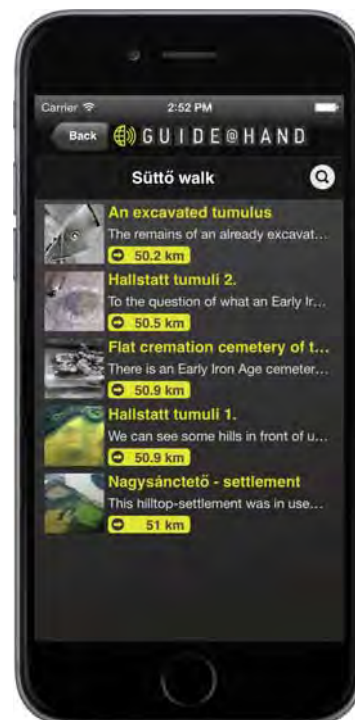 Carrier 2:52 PM
Back GUIDE@HAND
Süttő walk
An excavated tumulus
The remains of an already excavat...
50.2 km
Hallstatt tumuli 2.
To the question of what an Early Ir...
50.5 km
Flat cremation cemetery of t...
There is an Early Iron Age cemeter...
50.9 km
Hallstatt tumuli 1.
We can see some hills in front of u...
50.9 km
Nagysánctető - settlement
This hilltop-settlement was in use...
51 km